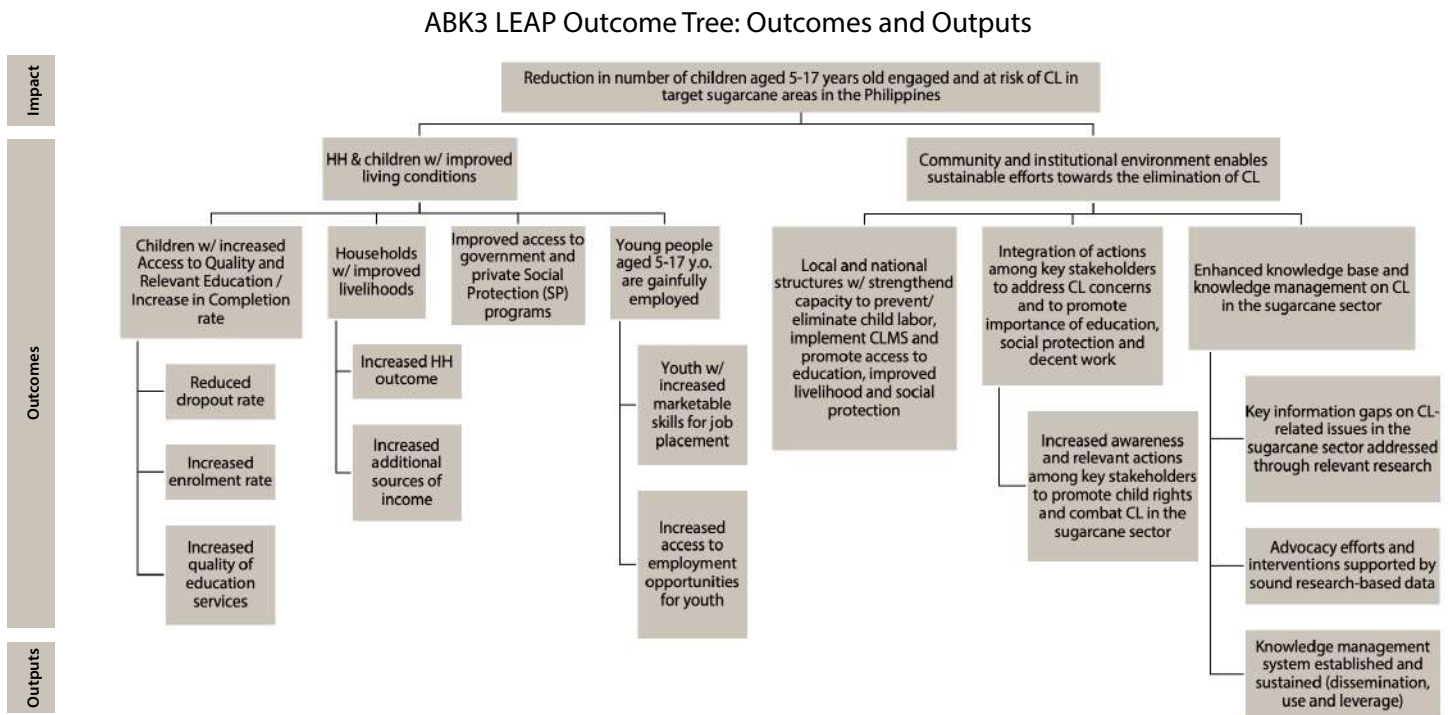 ABK3 LEAP Outcome Tree: Outcomes and Outputs
Impact
Reduction in number of children aged 5-17 years old engaged and at risk of CL in
target sugarcane areas in the Philippines
Outcomes
HH & children w/ improved
living conditions
Community and institutional environment enables
sustainable efforts towards the elimination of CL
Children w/ increased
Access to Quality and
Relevant Education /
Increase in Completion
rate
Reduced
dropout rate
Increased
enrolment rate
Increased
quality of
education
services
Households
w/ improved
livelihoods
Increased HH
outcome
Increased
additional
sources of
income
Improved access to
government and
private Social
Protection (SP)
programs
Young people
aged 5-17 y.o.
are gainfully
employed
Youth w/
increased
marketable
skills for job
placement
Increased
access to
employment
opportunities
for youth
Local and national
structures w/ strengthend
capacity to prevent/
eliminate child labor,
implement CLMS and
promote access to
education, improved
livelihood and social
protection
Integration of actions
among key stakeholders
to address CL concerns
and to promote
importance of education,
social protection and
decent work
Increased awareness
and relevant actions
among key stakeholders
to promote child rights
and combat CL in the
sugarcane sector
Enhanced knowledge base and
knowledge management on CL
in the sugarcane sector
Key information gaps on CL-
related issues in the
sugarcane sector addressed
through relevant research
Advocacy efforts and
interventions supported by
sound research-based data
Outputs
Knowledge management
system established and
sustained (dissemination,
use and leverage)